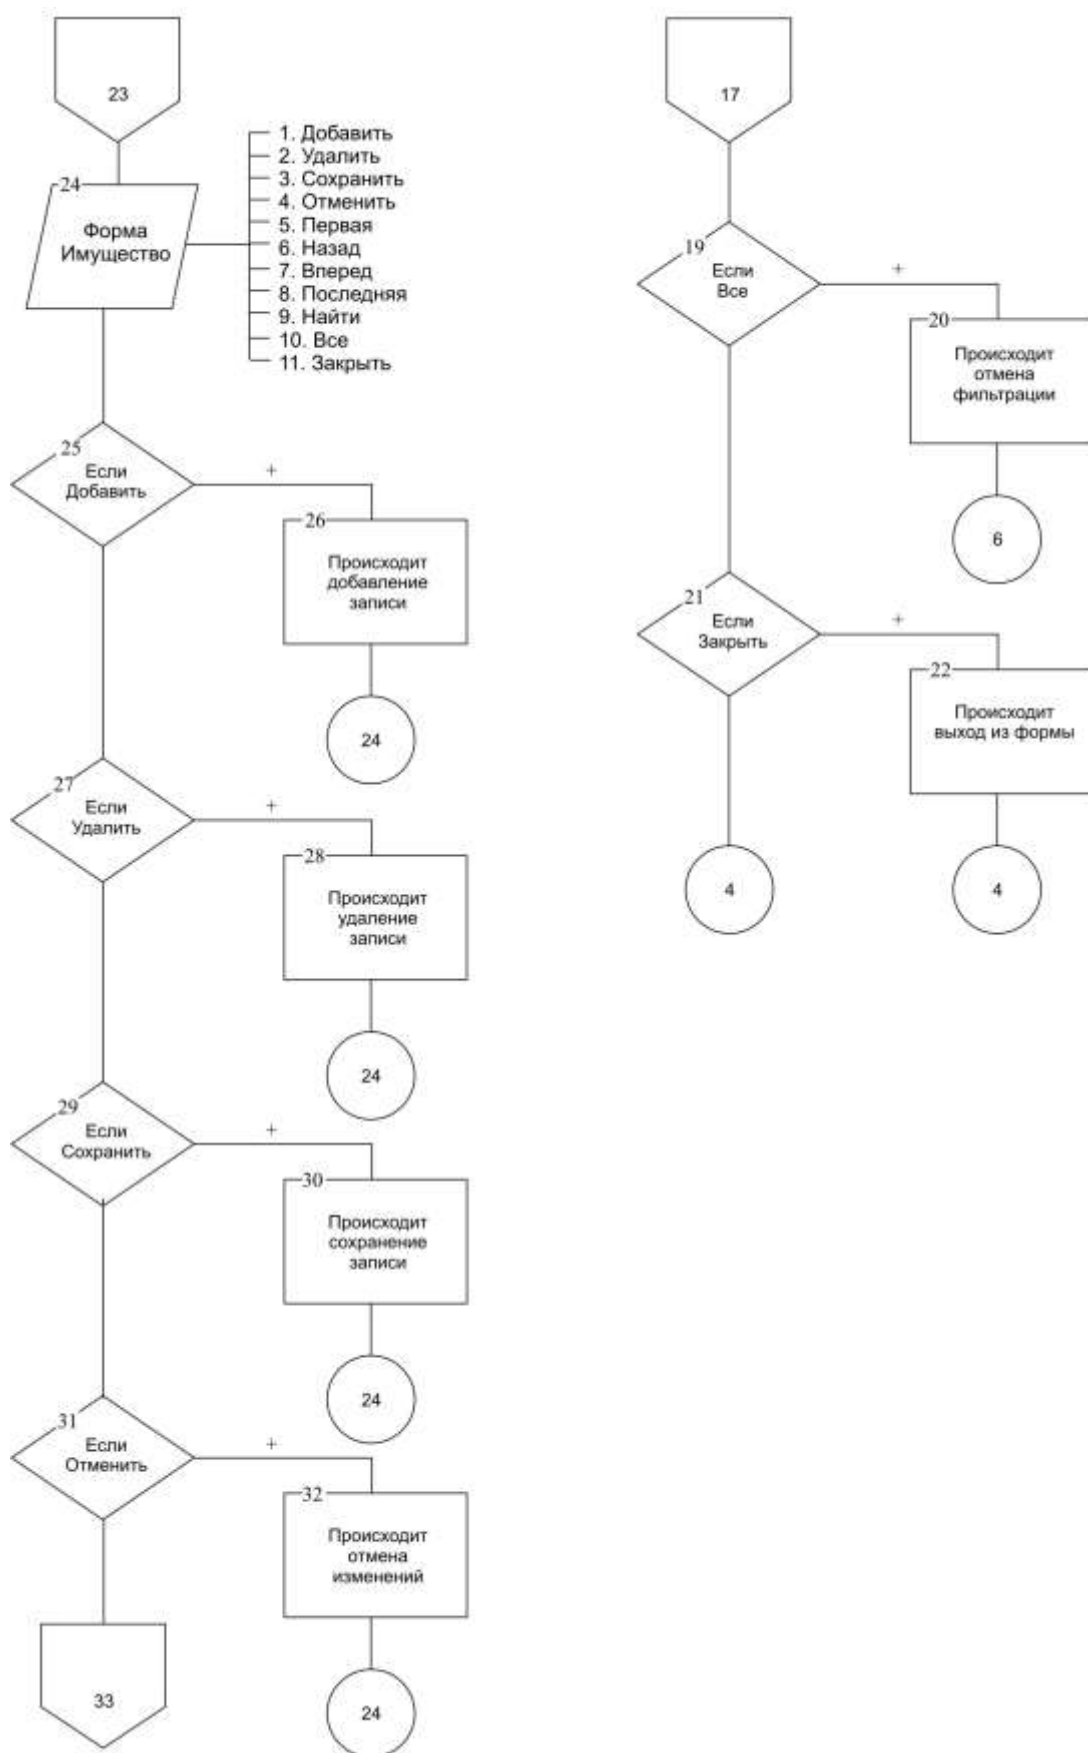 23
24
Форма
Имущество
1. Добавить
2. Удалить
3. Сохранить
4. Отменить
5. Первая
6. Назад
7. Вперед
8. Последняя
9. Найти
10. Все
11. Закрыть
25
Если
Добавить
+
26
Происходит
добавление
записи
24
27
Если
Удалить
+
28
Происходит
удаление
записи
24
29
Если
Сохранить
+
30
Происходит
сохранение
записи
24
31
Если
Отменить
+
32
Происходит
отмена
изменений
24
33
17
19
Если
Все
+
20
Происходит
отмена
фильтрации
6
21
Если
Закрыть
+
22
Происходит
выход из формы
4
4